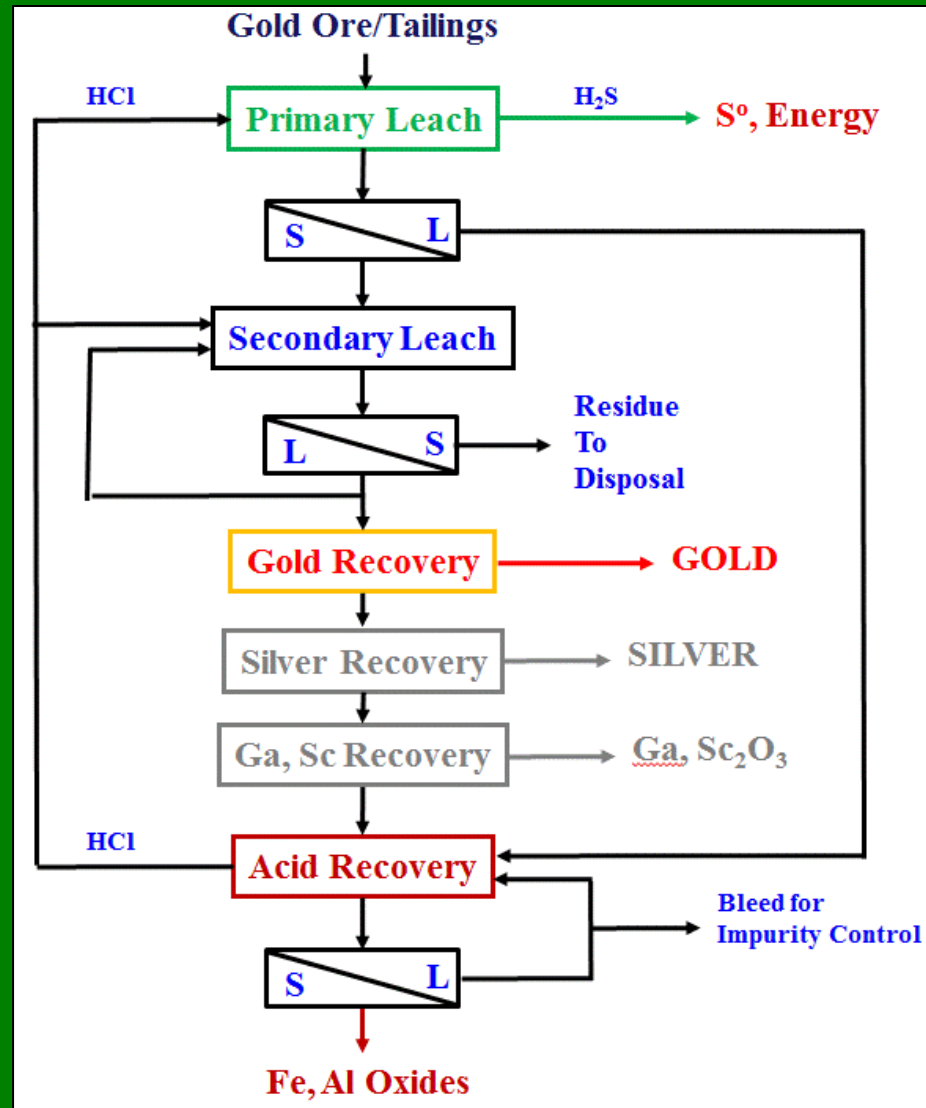 Gold Ore/Tailings
HCl
H₂S
Primary Leach
Sº, Energy
S
L
Secondary Leach
L
S
Residue
To
Disposal
Gold Recovery
GOLD
Silver Recovery
SILVER
Ga, Sc Recovery
Ga, Sc₂O₃
HCl
Acid Recovery
Bleed for
Impurity Control
S
L
Fe, Al Oxides